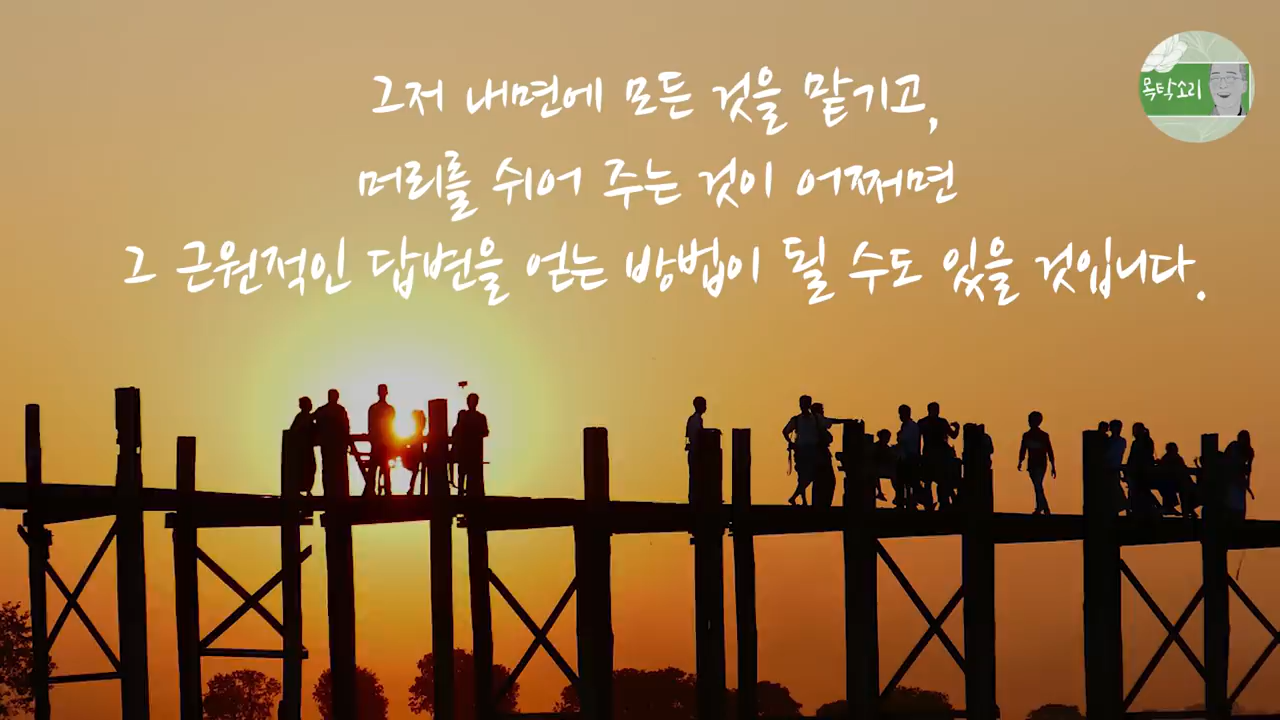 그저 내면에 모든 것을 맡기고,
머리를 쉬어 주는 것이 어쩌면
그 근원적인 답변을 얻는 방법이 될 수도 있을 것입니다.
목탁소리